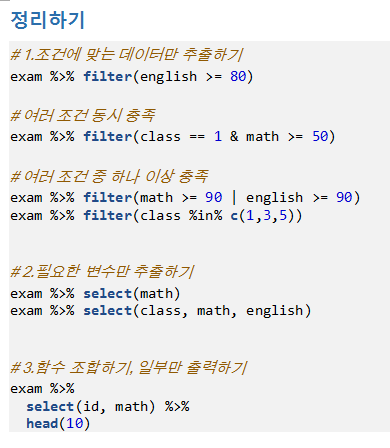 정리하기
# 1.조건에 맞는 데이터만 추출하기
exam %>% filter(english >= 80)
# 여러 조건 동시 충족
exam %>% filter(class == 1 & math >= 50)
# 여러 조건 중 하나 이상 충족
exam %>% filter(math >= 90 | english >= 90)
exam %>% filter(class %in% c(1,3,5))
# 2.필요한 변수만 추출하기
exam %>% select(math)
exam %>% select(class, math, english)
# 3.함수 조합하기, 일부만 출력하기
exam %>%
select(id, math) %>%
head(10)